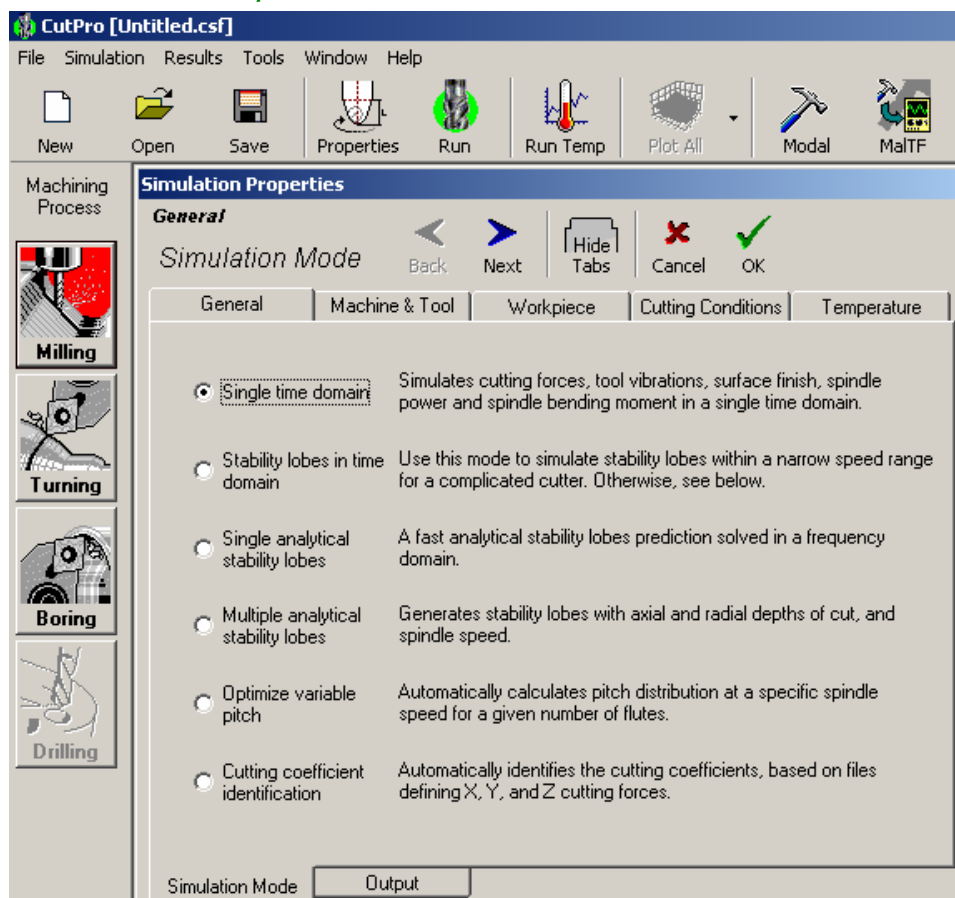 CutPro [Untitled.csf]
File Simulation Results Tools Window Help
New Open Save Properties Run Run Temp Plot All Modal MalTF
Machining
Process
Milling
Turning
Boring
Drilling
Simulation Properties
General
Simulation Mode
Back Next Hide
Tabs Cancel OK
General Machine & Tool Workpiece Cutting Conditions Temperature
Single time domain
Simulates cutting forces, tool vibrations, surface finish, spindle
power and spindle bending moment in a single time domain.
Stability lobes in time
domain
Use this mode to simulate stability lobes within a narrow speed range
for a complicated cutter. Otherwise, see below.
Single analytical
stability lobes
A fast analytical stability lobes prediction solved in a frequency
domain.
Multiple analytical
stability lobes
Generates stability lobes with axial and radial depths of cut, and
spindle speed.
Optimize variable
pitch
Automatically calculates pitch distribution at a specific spindle
speed for a given number of flutes.
Cutting coefficient
identification
Automatically identifies the cutting coefficients, based on files
defining X, Y, and Z cutting forces.
Simulation Mode Output